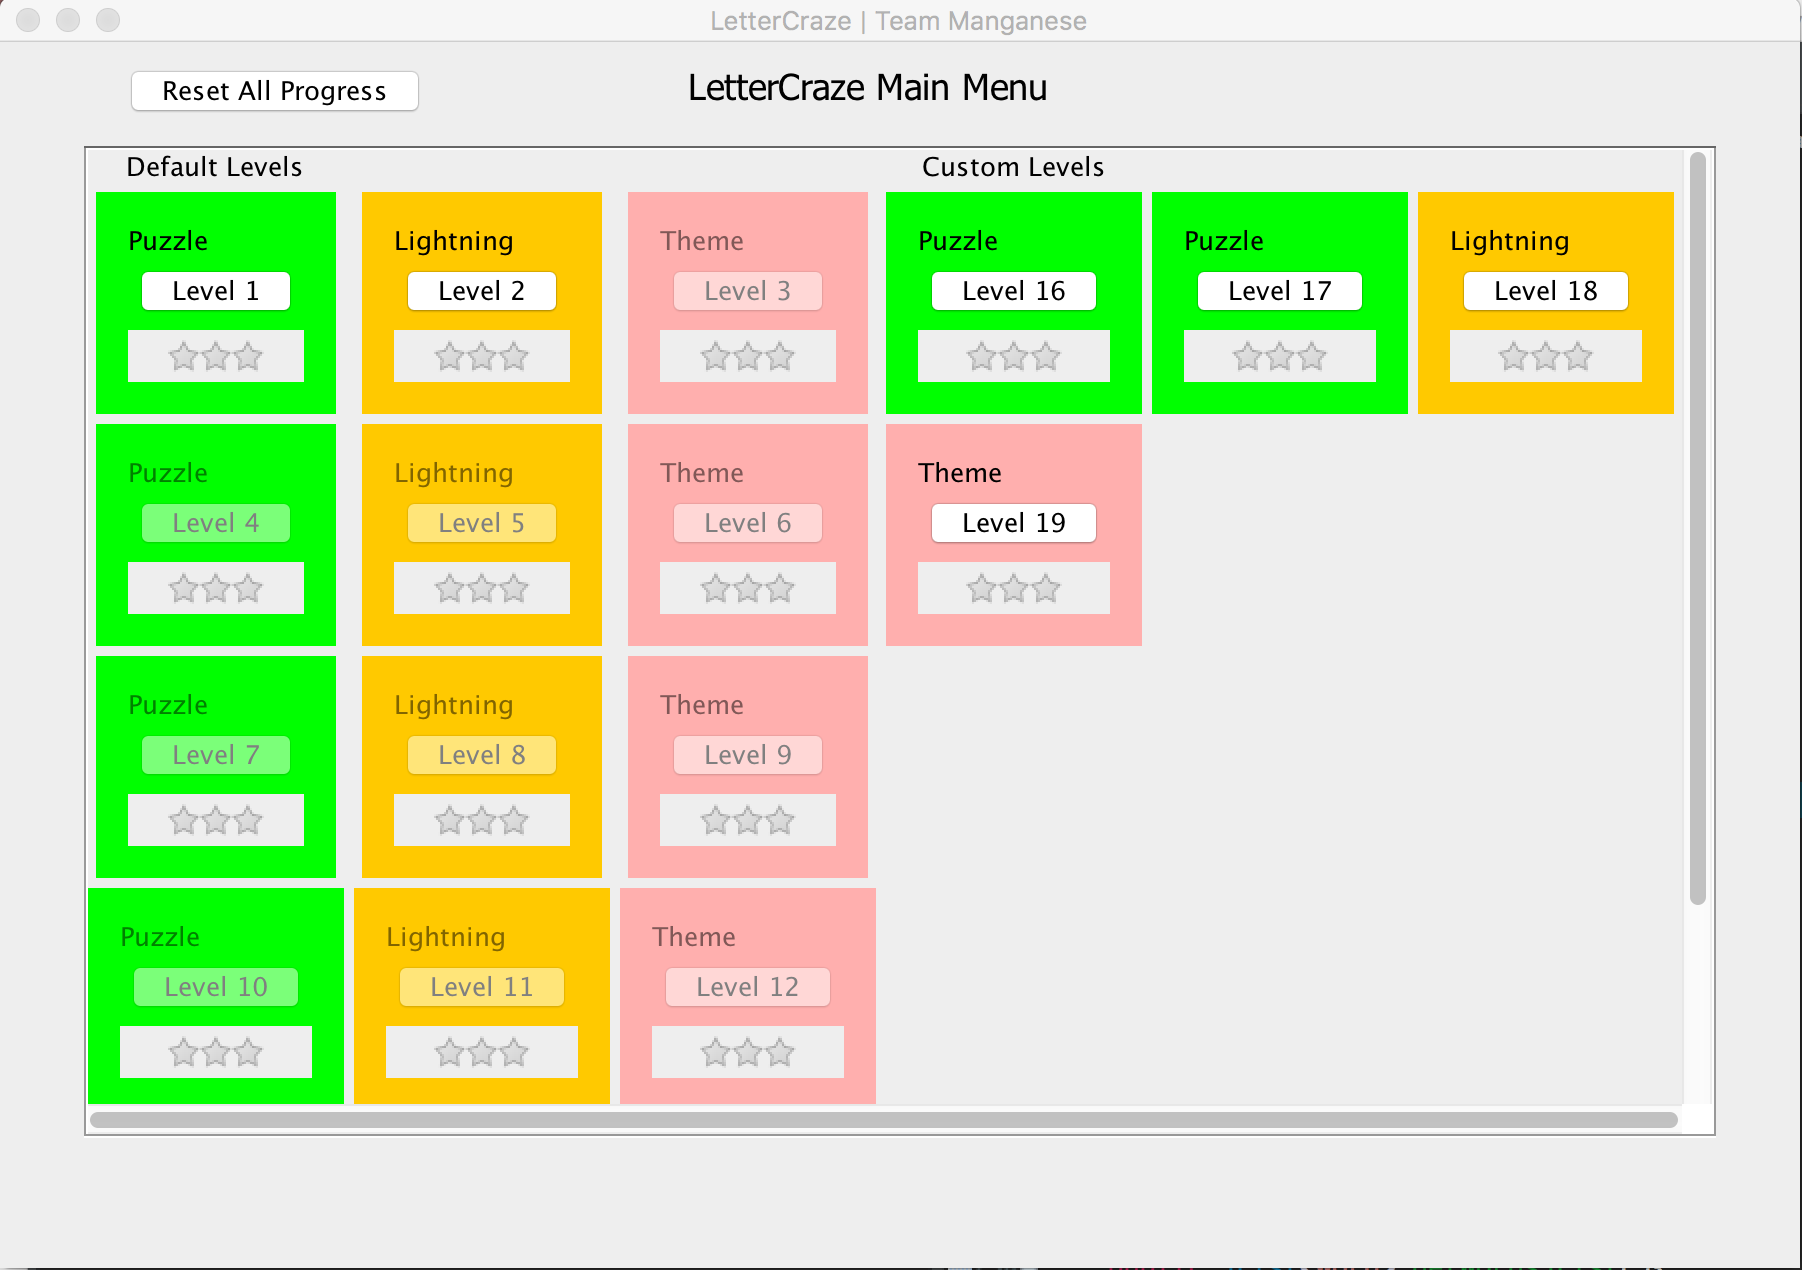 LetterCraze | Team Manganese
Reset All Progress
LetterCraze Main Menu
Default Levels
Custom Levels
Puzzle
Level 1
Lightning
Level 2
Theme
Level 3
Puzzle
Level 16
Puzzle
Level 17
Lightning
Level 18
Puzzle
Level 4
Lightning
Level 5
Theme
Level 6
Theme
Level 19
Puzzle
Level 7
Lightning
Level 8
Theme
Level 9
Puzzle
Level 10
Lightning
Level 11
Theme
Level 12